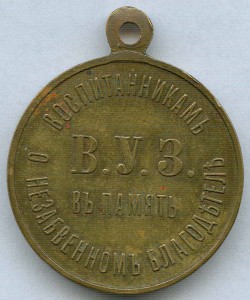 ВОСПИТАННИКАМЪ
В.У.З.
ВЪ ПАМЯТЬ
О НЕЗАБВЕННОМЪ БЛАГОДѢТЕЛѢ